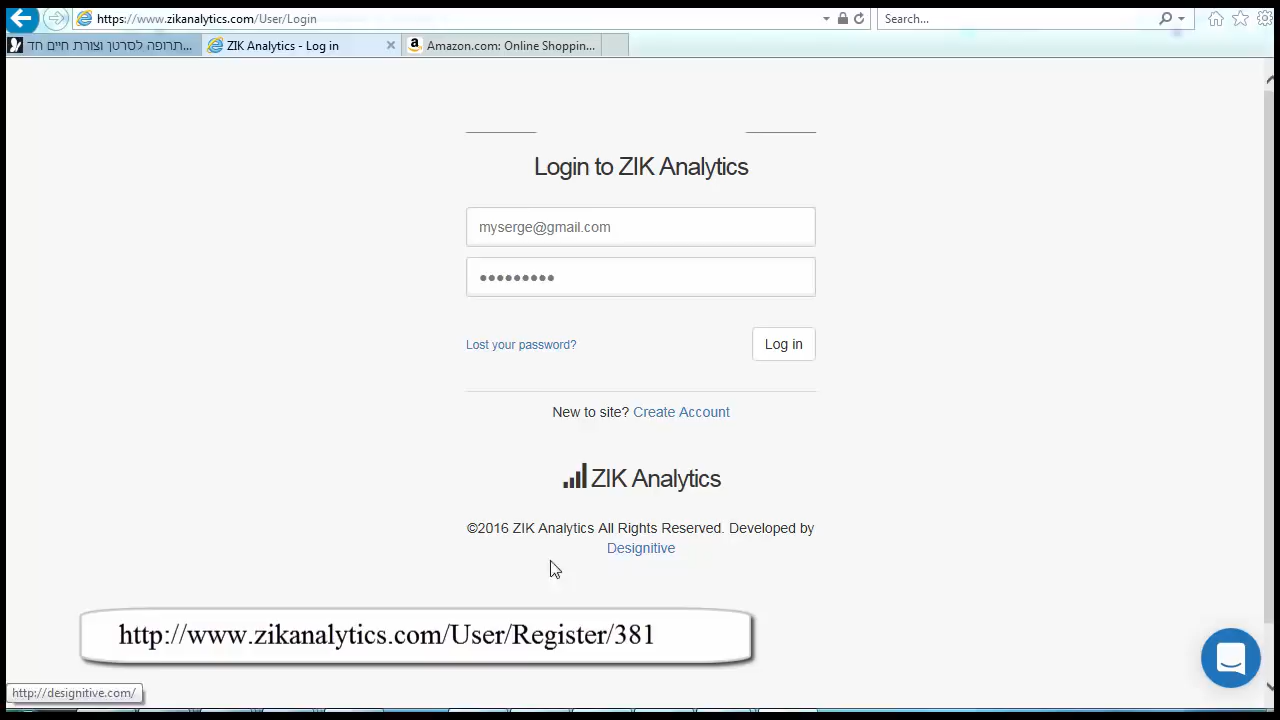 https://www.zikanalytics.com/User/Login
Search...
תרופה לסרטן וצורת חיים חד...
ZIK Analytics - Log in
Amazon.com: Online Shoppin...
Login to ZIK Analytics
myserge@gmail.com
●●●●●●●●●
Lost your password?
Log in
New to site? Create Account
ZIK Analytics
©2016 ZIK Analytics All Rights Reserved. Developed by
Designitive
http://www.zikanalytics.com/User/Register/381
http://designitive.com/